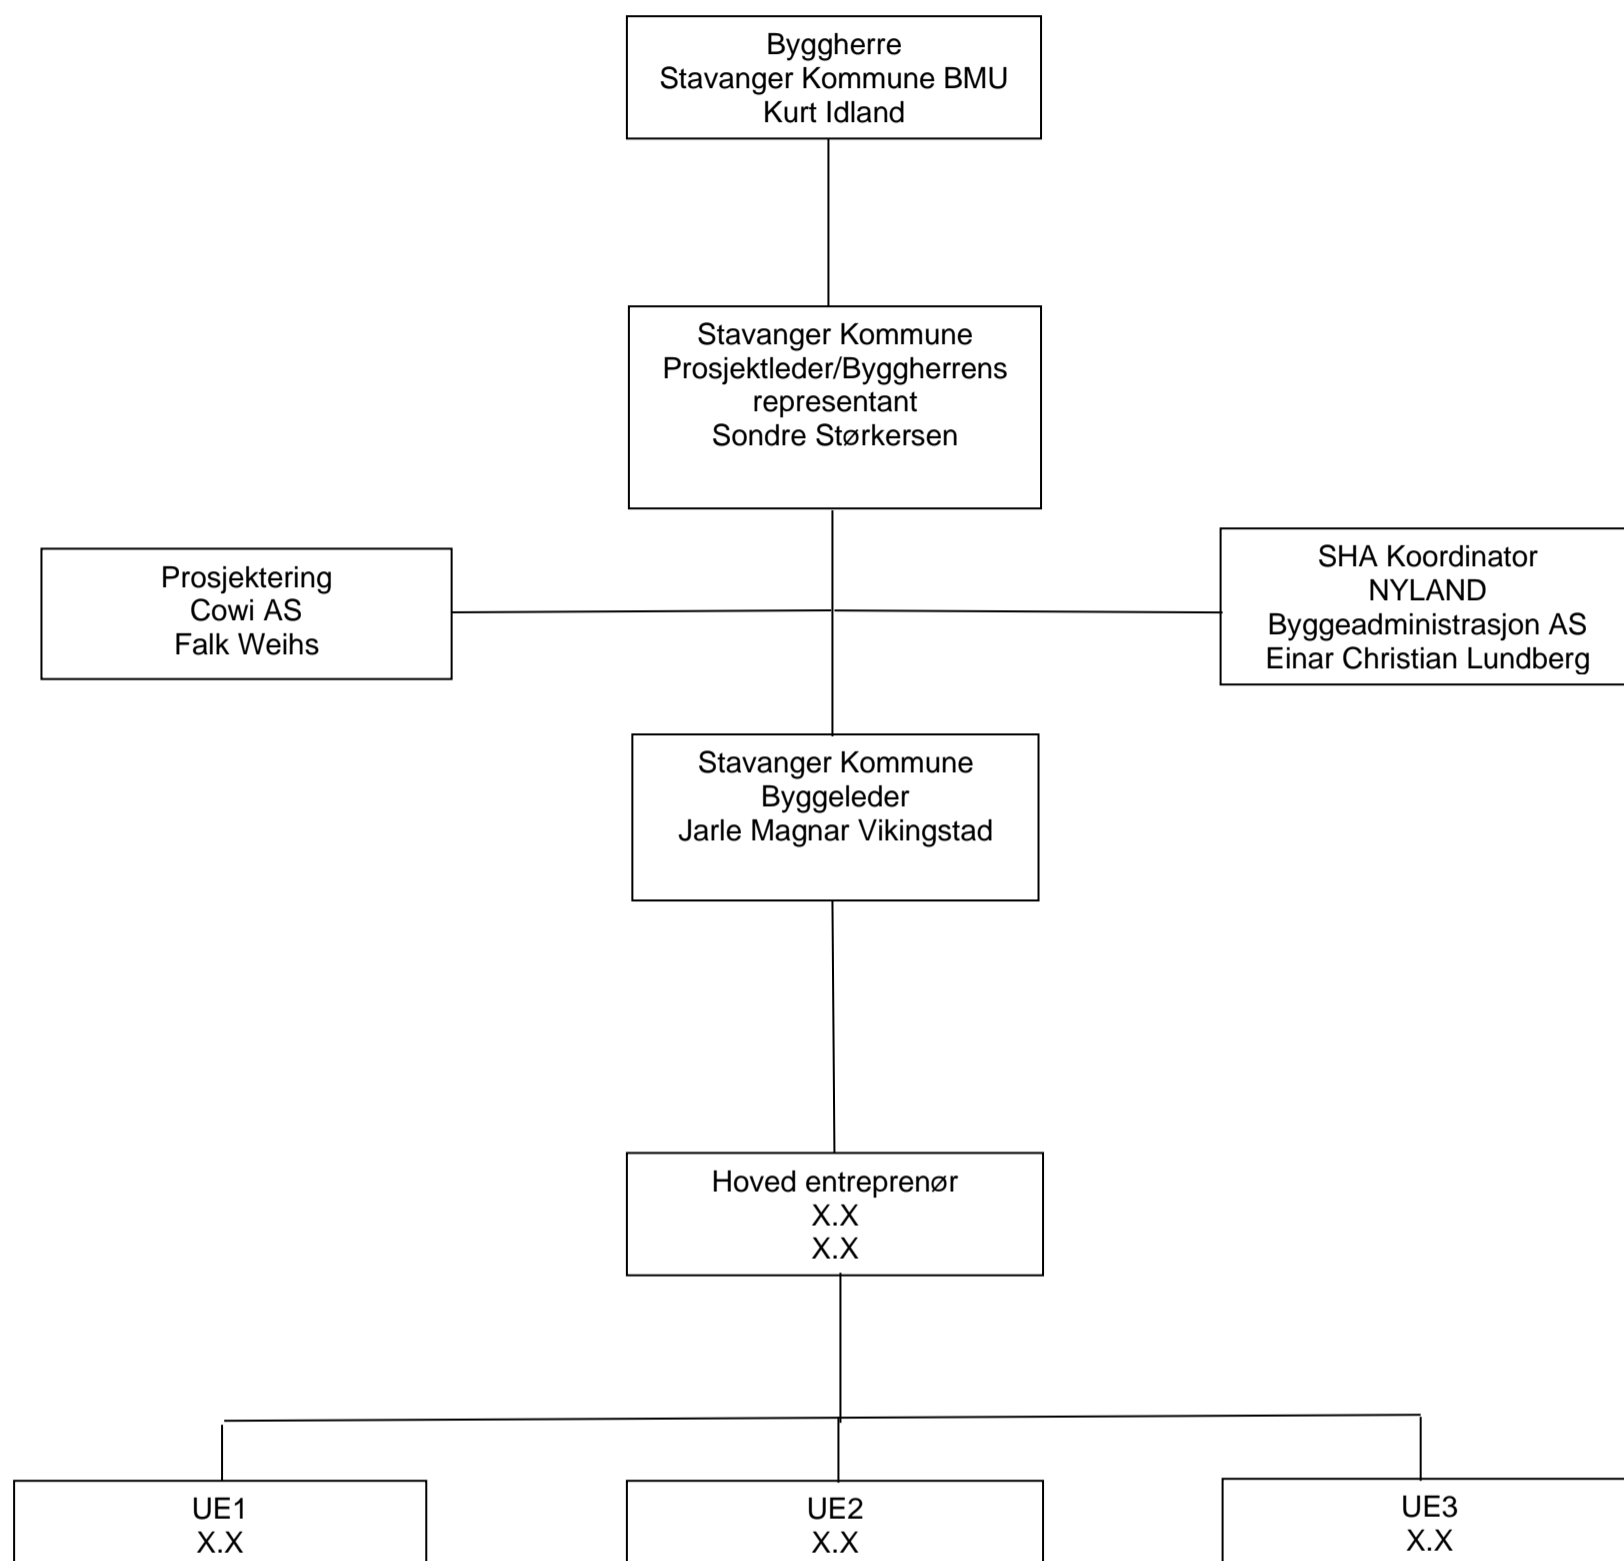 Byggherre
Stavanger Kommune BMU
Kurt Idland
Stavanger Kommune
Prosjektleder/Byggherrens
representant
Sondre Størkersen
Prosjektering
Cowi AS
Falk Weihs
SHA Koordinator
NYLAND
Byggeadministrasjon AS
Einar Christian Lundberg
Stavanger Kommune
Byggeleder
Jarle Magnar Vikingstad
Hoved entreprenør
X.X
X.X
UE1
X.X
UE2
X.X
UE3
X.X